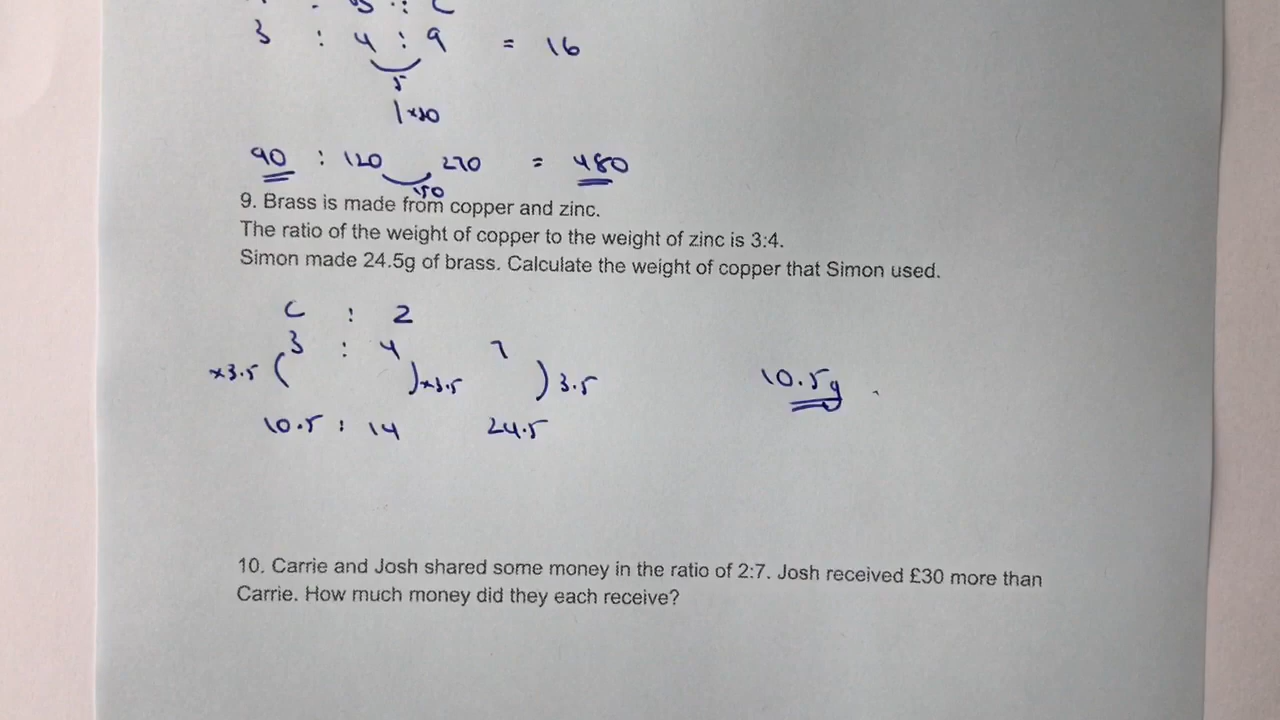 3 : 4 : 9 = 16
5
1 x30
90 : 120 270 = 480
150
9. Brass is made from copper and zinc.
The ratio of the weight of copper to the weight of zinc is 3:4.
Simon made 24.5g of brass. Calculate the weight of copper that Simon used.
C : Z
3 : 4 7
x3.5 ( )x3.5 ) 3.5 10.5g
10.5 : 14 24.5
10. Carrie and Josh shared some money in the ratio of 2:7. Josh received £30 more than
Carrie. How much money did they each receive?